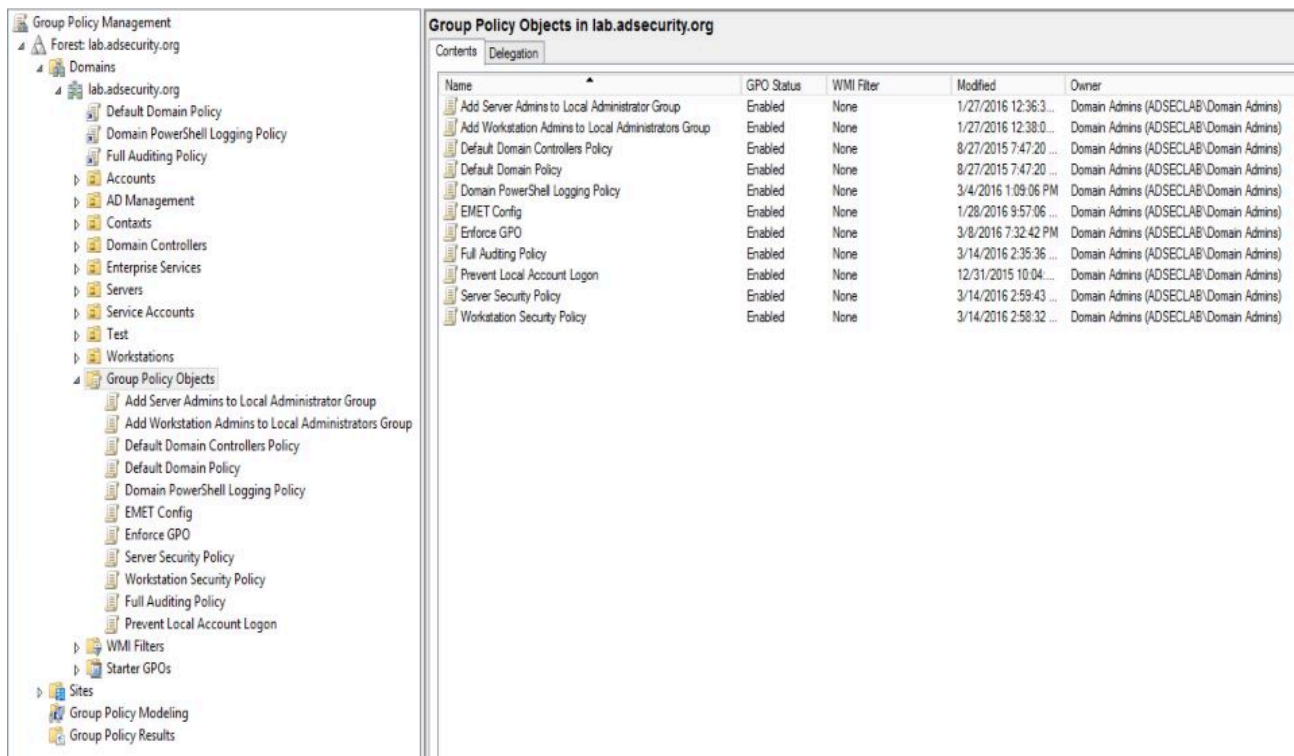 Group Policy Management
Forest: lab.adsecurity.org
Domains
lab.adsecurity.org
Default Domain Policy
Domain PowerShell Logging Policy
Full Auditing Policy
Accounts
AD Management
Contaxts
Domain Controllers
Enterprise Services
Servers
Service Accounts
Test
Workstations
Group Policy Objects
Add Server Admins to Local Administrator Group
Add Workstation Admins to Local Administrators Group
Default Domain Controllers Policy
Default Domain Policy
Domain PowerShell Logging Policy
EMET Config
Enforce GPO
Server Security Policy
Workstation Security Policy
Full Auditing Policy
Prevent Local Account Logon
WMI Filters
Starter GPOs
Sites
Group Policy Modeling
Group Policy Results
Group Policy Objects in lab.adsecurity.org
Contents Delegation
Name GPO Status WMI Filter Modified Owner
Add Server Admins to Local Administrator Group Enabled None 1/27/2016 12:36:3... Domain Admins (ADSECLAB\Domain Admins)
Add Workstation Admins to Local Administrators Group Enabled None 1/27/2016 12:38:0... Domain Admins (ADSECLAB\Domain Admins)
Default Domain Controllers Policy Enabled None 8/27/2015 7:47:20 ... Domain Admins (ADSECLAB\Domain Admins)
Default Domain Policy Enabled None 8/27/2015 7:47:20 ... Domain Admins (ADSECLAB\Domain Admins)
Domain PowerShell Logging Policy Enabled None 3/4/2016 1:09:06 PM Domain Admins (ADSECLAB\Domain Admins)
EMET Config Enabled None 1/28/2016 9:57:06 ... Domain Admins (ADSECLAB\Domain Admins)
Enforce GPO Enabled None 3/8/2016 7:32:42 PM Domain Admins (ADSECLAB\Domain Admins)
Full Auditing Policy Enabled None 3/14/2016 2:35:36 ... Domain Admins (ADSECLAB\Domain Admins)
Prevent Local Account Logon Enabled None 12/31/2015 10:04:... Domain Admins (ADSECLAB\Domain Admins)
Server Security Policy Enabled None 3/14/2016 2:59:43 ... Domain Admins (ADSECLAB\Domain Admins)
Workstation Security Policy Enabled None 3/14/2016 2:58:32 ... Domain Admins (ADSECLAB\Domain Admins)